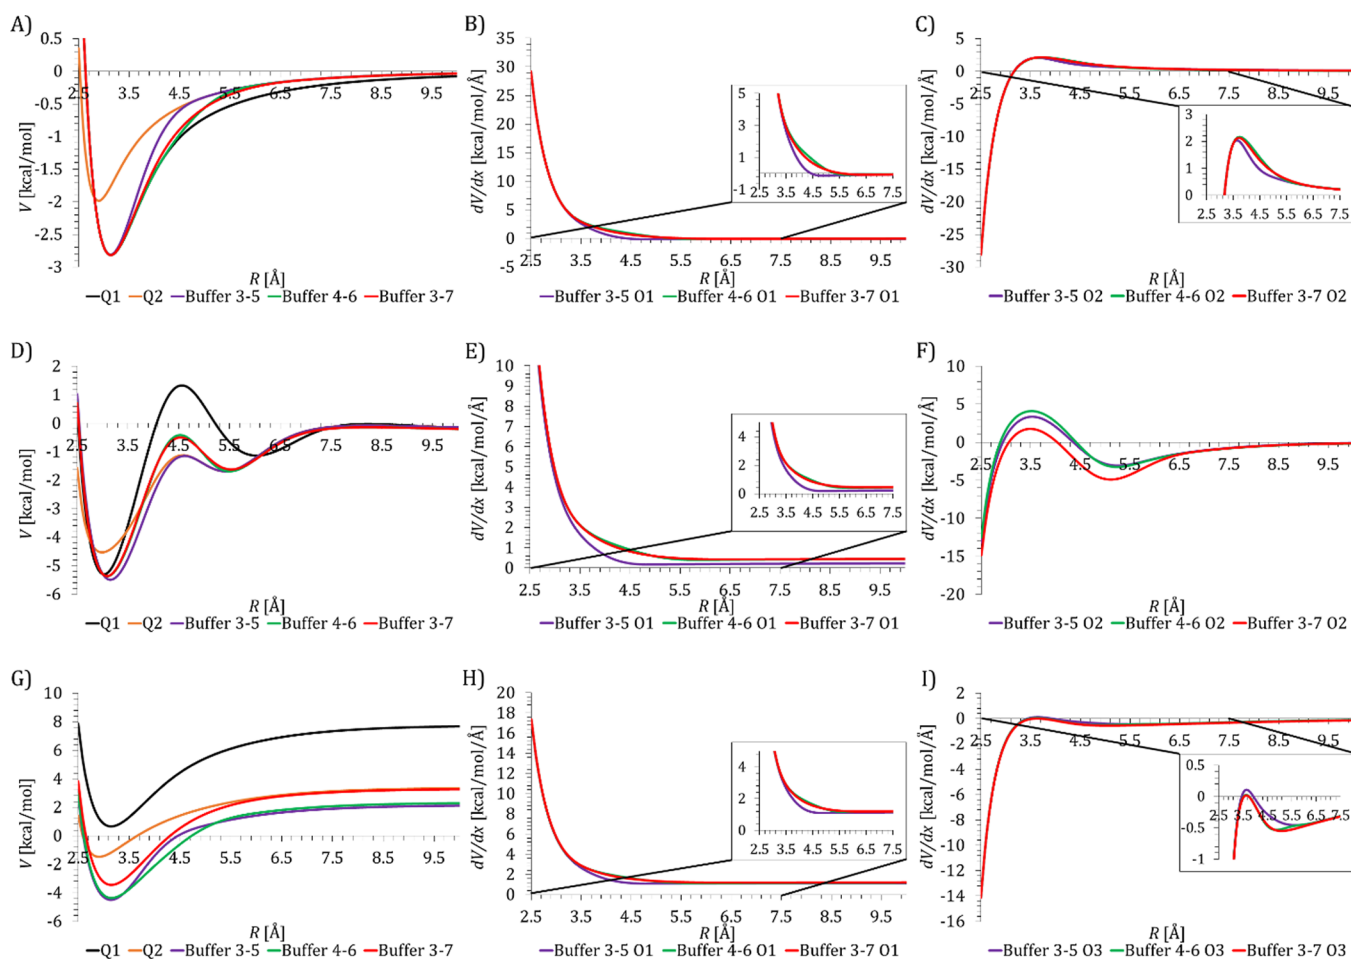 A)
0.5
0
-0.5
-1
-1.5
-2
-2.5
-3
V [kcal/mol]
2.5 3.5 4.5 5.5 6.5 7.5 8.5 9.5
R [Å]
Q1 Q2 Buffer 3-5 Buffer 4-6 Buffer 3-7
B)
35
30
25
20
15
10
5
0
-5
dV/dx [kcal/mol/Å]
2.5 3.5 4.5 5.5 6.5 7.5 8.5 9.5
R [Å]
5
3
1
-1
2.5 3.5 4.5 5.5 6.5 7.5
Buffer 3-5 O1 Buffer 4-6 O1 Buffer 3-7 O1
C)
5
0
-5
-10
-15
-20
-25
-30
dV/dx [kcal/mol/Å]
2.5 3.5 4.5 5.5 6.5 7.5 8.5 9.5
R [Å]
3
2
1
0
2.5 3.5 4.5 5.5 6.5 7.5
Buffer 3-5 O2 Buffer 4-6 O2 Buffer 3-7 O2
D)
2
1
0
-1
-2
-3
-4
-5
-6
V [kcal/mol]
2.5 3.5 4.5 5.5 6.5 7.5 8.5 9.5
R [Å]
Q1 Q2 Buffer 3-5 Buffer 4-6 Buffer 3-7
E)
10
9
8
7
6
5
4
3
2
1
0
dV/dx [kcal/mol/Å]
2.5 3.5 4.5 5.5 6.5 7.5 8.5 9.5
R [Å]
4
2
0
2.5 3.5 4.5 5.5 6.5 7.5
Buffer 3-5 O1 Buffer 4-6 O1 Buffer 3-7 O1
F)
10
5
0
-5
-10
-15
-20
dV/dx [kcal/mol/Å]
2.5 3.5 4.5 5.5 6.5 7.5 8.5 9.5
R [Å]
Buffer 3-5 O2 Buffer 4-6 O2 Buffer 3-7 O2
G)
10
8
6
4
2
0
-2
-4
-6
V [kcal/mol]
2.5 3.5 4.5 5.5 6.5 7.5 8.5 9.5
R [Å]
Q1 Q2 Buffer 3-5 Buffer 4-6 Buffer 3-7
H)
20
18
16
14
12
10
8
6
4
2
0
dV/dx [kcal/mol/Å]
2.5 3.5 4.5 5.5 6.5 7.5 8.5 9.5
R [Å]
4
2
0
2.5 3.5 4.5 5.5 6.5 7.5
Buffer 3-5 O1 Buffer 4-6 O1 Buffer 3-7 O1
I)
2
0
-2
-4
-6
-8
-10
-12
-14
-16
dV/dx [kcal/mol/Å]
2.5 3.5 4.5 5.5 6.5 7.5 8.5 9.5
R [Å]
0.5
0
-0.5
-1
2.5 3.5 4.5 5.5 6.5 7.5
Buffer 3-5 O3 Buffer 4-6 O3 Buffer 3-7 O3